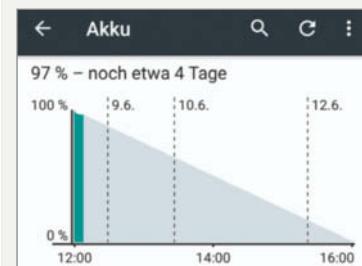 Akku
97 % – noch etwa 4 Tage
100 % 9.6. 10.6. 12.6.
0 %
12:00 14:00 16:00